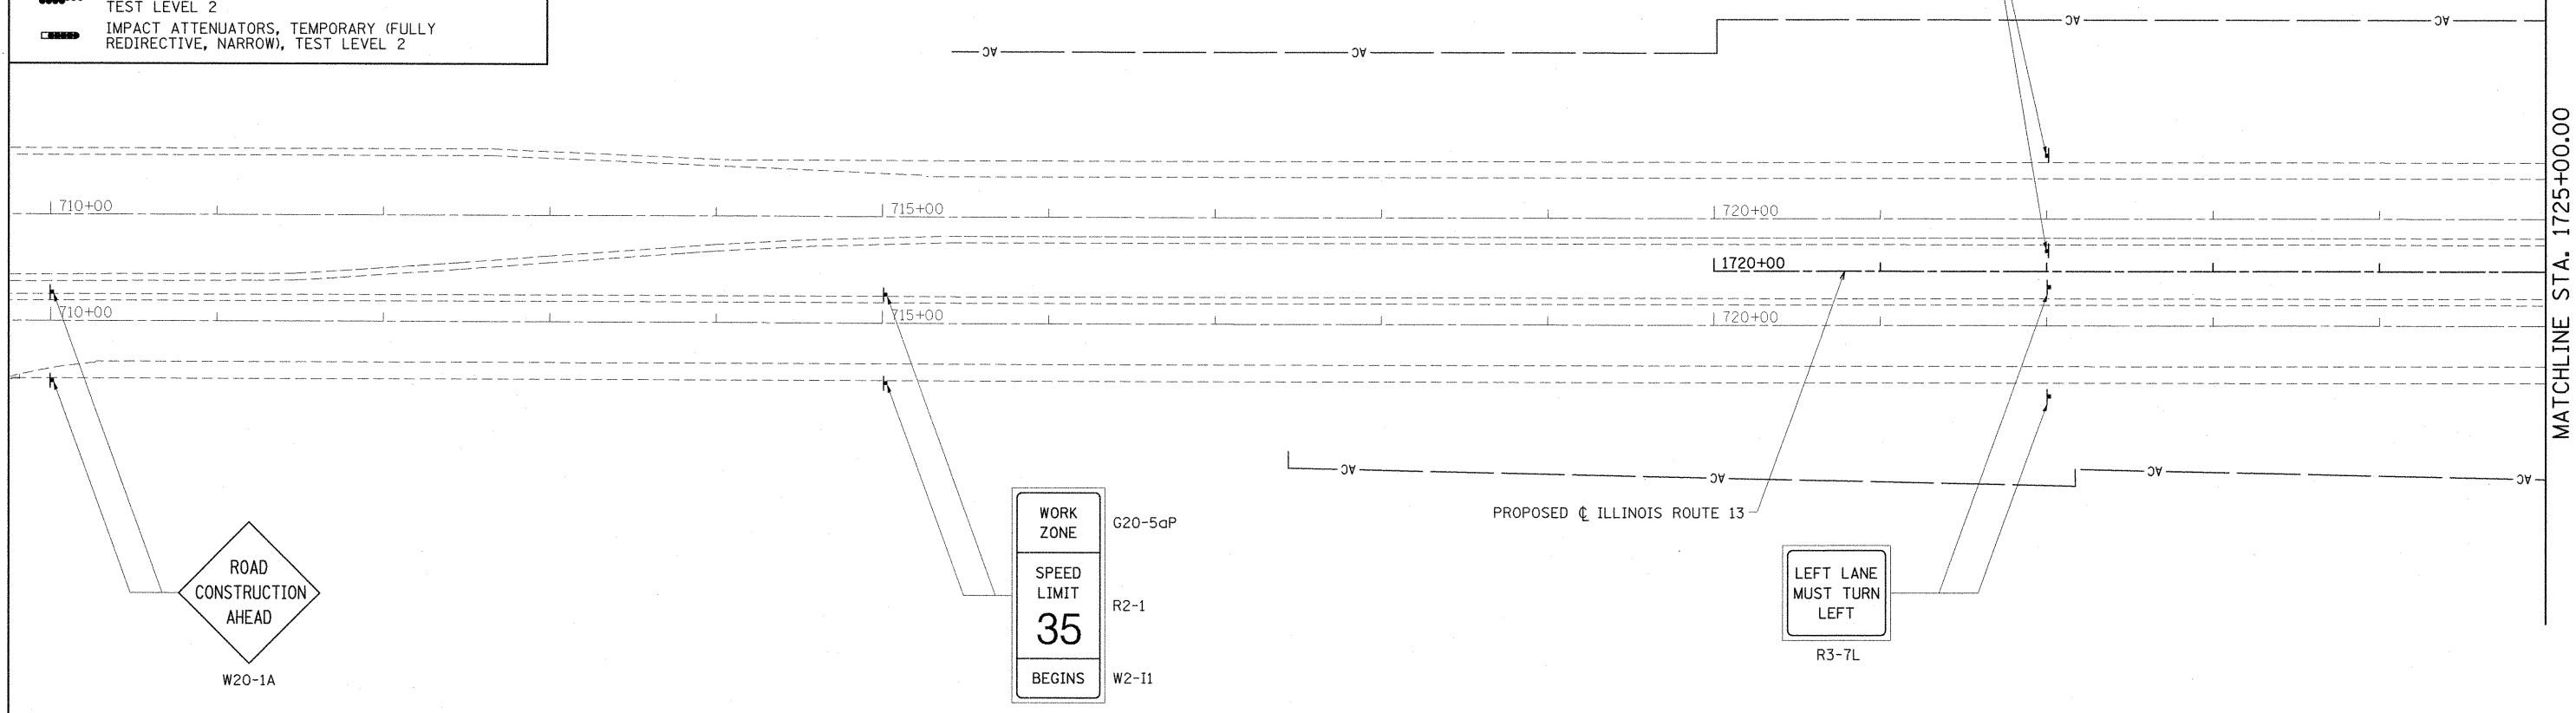 TEST LEVEL 2
IMPACT ATTENUATORS, TEMPORARY (FULLY
REDIRECTIVE, NARROW), TEST LEVEL 2
AC
AC
AC
AC
710+00
715+00
720+00
1720+00
710+00
715+00
720+00
AC
AC
AC
AC
MATCHLINE STA. 1725+00.00
PROPOSED ℄ ILLINOIS ROUTE 13
ROAD
CONSTRUCTION
AHEAD
W20-1A
WORK
ZONE
G20-5aP
SPEED
LIMIT
35
R2-1
BEGINS
W2-I1
LEFT LANE
MUST TURN
LEFT
R3-7L